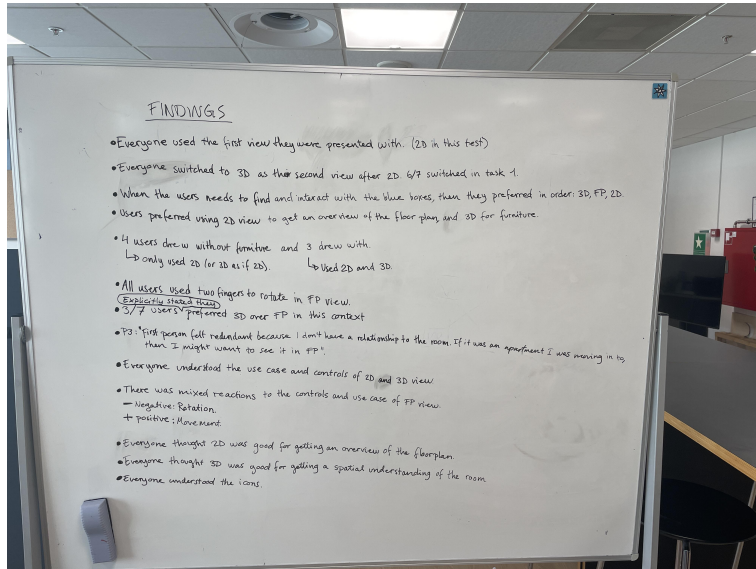 FINDINGS
• Everyone used the first view they were presented with. (2D in this test)
• Everyone switched to 3D as the second view after 2D. 6/7 switched in task 1.
• When the users needs to find and interact with the blue boxes, then they preferred in order: 3D, FP, 2D.
• Users preferred using 2D view to get an overview of the floor plan, and 3D for furniture.
• 4 users drew without furniture and 3 drew with.
↳ only used 2D (or 3D as if 2D). ↳ Used 2D and 3D.
• All users used two fingers to rotate in FP view.
Explicitly stated they
• 3/7 users preferred 3D over FP in this context
• P3: "First person felt redundant because I don't have a relationship to the room. If it was an apartment I was moving in to,
then I might want to see it in FP".
• Everyone understood the use case and controls of 2D and 3D view
• There was mixed reactions to the controls and use case of FP view.
– Negative: Rotation.
+ positive: Movement.
• Everyone thought 2D was good for getting an overview of the floorplan.
• Everyone thought 3D was good for getting a spatial understanding of the room
• Everyone understood the icons.